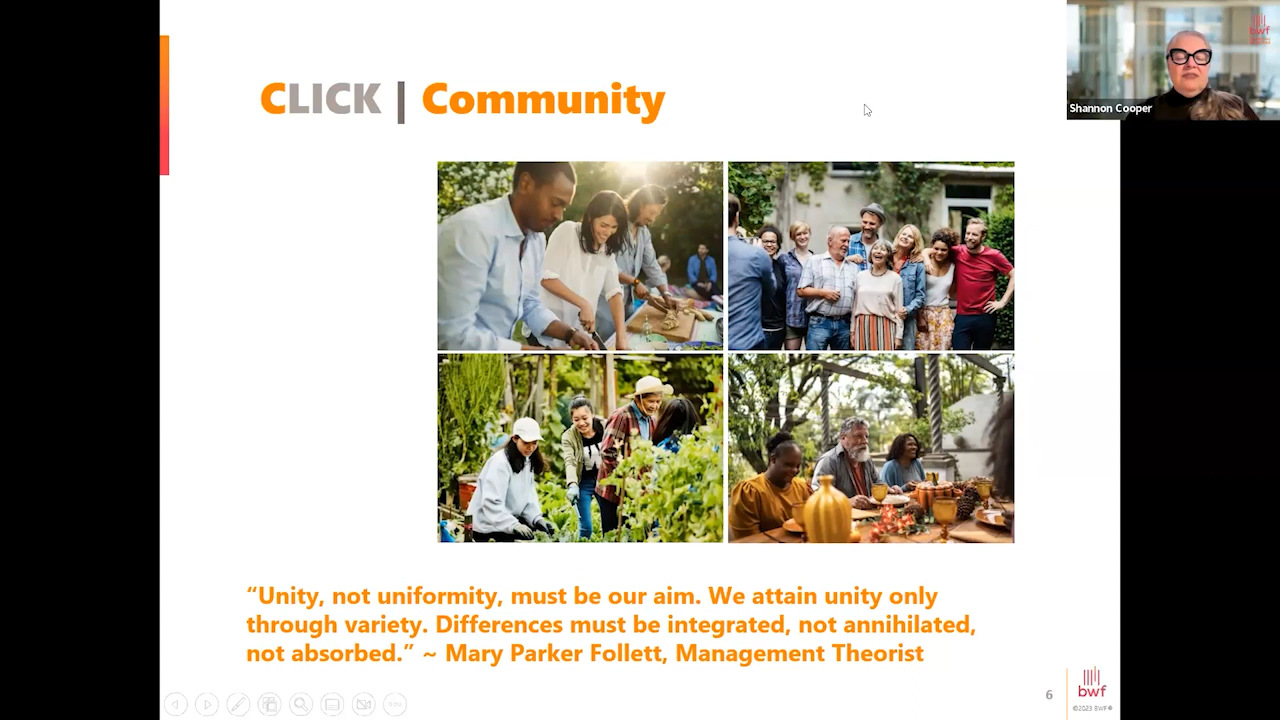 CLICK | Community
bwf
Shannon Cooper
“Unity, not uniformity, must be our aim. We attain unity only
through variety. Differences must be integrated, not annihilated,
not absorbed.” ~ Mary Parker Follett, Management Theorist
6
bwf
©2023 BWF®